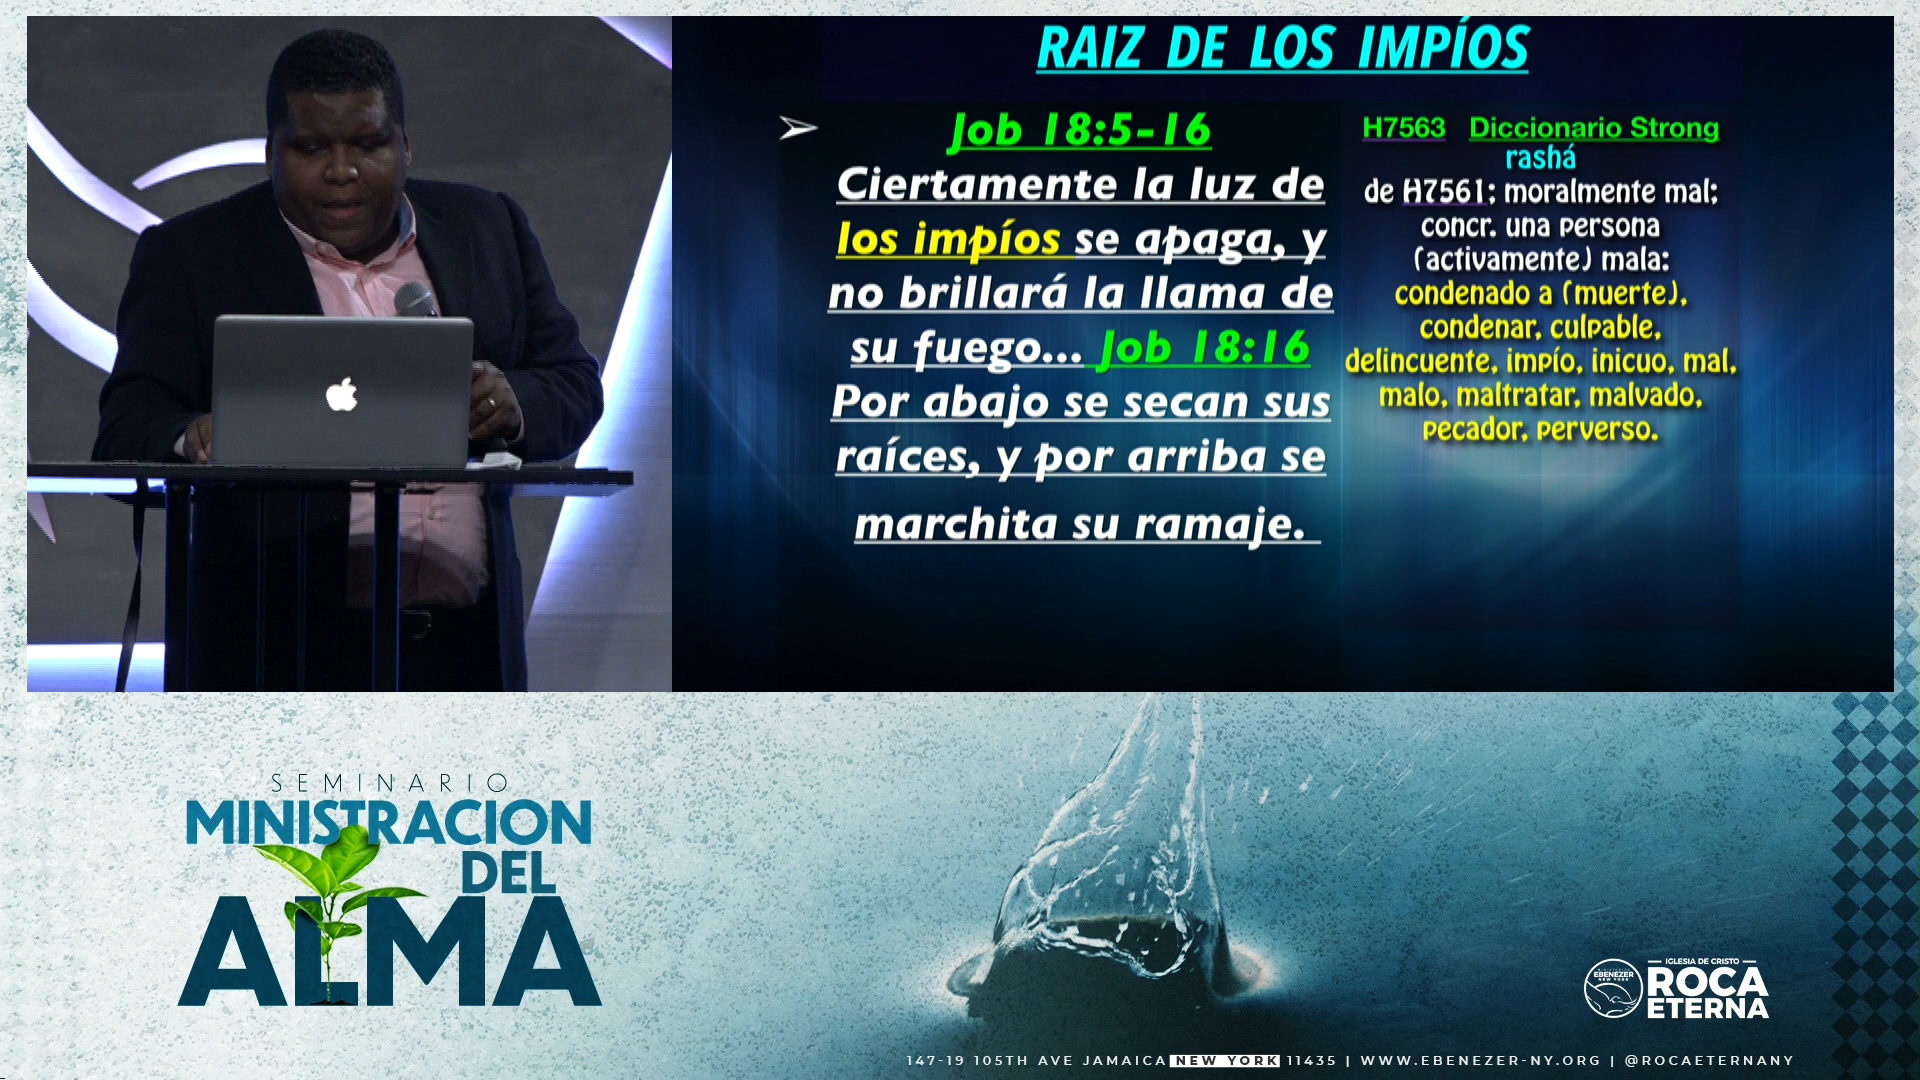 RAIZ DE LOS IMPÍOS
➢ Job 18:5-16
Ciertamente la luz de
los impíos se apaga, y
no brillará la llama de
su fuego... Job 18:16
Por abajo se secan sus
raíces, y por arriba se
marchita su ramaje.
H7563 Diccionario Strong
rashá
de H7561; moralmente mal;
concr. una persona
(activamente) mala:
condenado a (muerte),
condenar, culpable,
delincuente, impío, inicuo, mal,
malo, maltratar, malvado,
pecador, perverso.
SEMINARIO
MINISTRACION
DEL
ALMA
EBENEZER
NEW YORK
IGLESIA DE CRISTO
ROCA
ETERNA
147-19 105TH AVE JAMAICA NEW YORK 11435 | WWW.EBENEZER-NY.ORG | @ROCAETERNANY